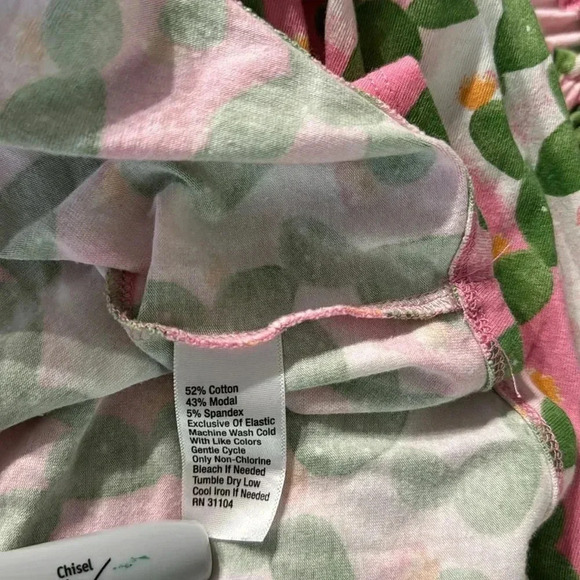 52% Cotton
43% Modal
5% Spandex
Exclusive Of Elastic
Machine Wash Cold
With Like Colors
Gentle Cycle
Only Non-Chlorine
Bleach If Needed
Tumble Dry Low
Cool Iron If Needed
RN 31104
Chisel